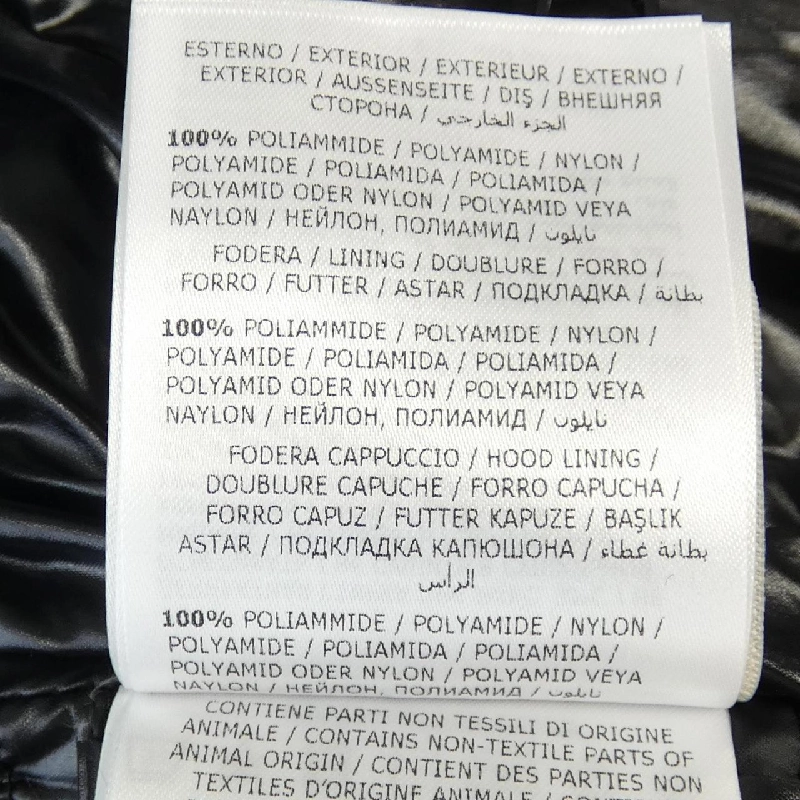 ESTERNO / EXTERIOR / EXTERIEUR / EXTERNO /
EXTERIOR / AUSSENSEITE / DIŞ / ВНЕШНЯЯ
СТОРОНА / الجزء الخارجي
100% POLIAMMIDE / POLYAMIDE / NYLON /
POLYAMIDE / POLIAMIDA / POLIAMIDA /
POLYAMID ODER NYLON / POLYAMID VEYA
NAYLON / НЕЙЛОН, ПОЛИАМИД / نايلون
FODERA / LINING / DOUBLURE / FORRO /
FORRO / FUTTER / ASTAR / ПОДКЛАДКА / بطانة
100% POLIAMMIDE / POLYAMIDE / NYLON /
POLYAMIDE / POLIAMIDA / POLIAMIDA /
POLYAMID ODER NYLON / POLYAMID VEYA
NAYLON / НЕЙЛОН, ПОЛИАМИД / نايلون
FODERA CAPPUCCIO / HOOD LINING /
DOUBLURE CAPUCHE / FORRO CAPUCHA /
FORRO CAPUZ / FUTTER KAPUZE / BAŞLIK
ASTAR / ПОДКЛАДКА КАПЮШОНА / بطانة غطاء
الرأس
100% POLIAMMIDE / POLYAMIDE / NYLON /
POLYAMIDE / POLIAMIDA / POLIAMIDA /
POLYAMID ODER NYLON / POLYAMID VEYA
NAYLON / НЕЙЛОН, ПОЛИАМИД / نايلون
CONTIENE PARTI NON TESSILI DI ORIGINE
ANIMALE / CONTAINS NON-TEXTILE PARTS OF
ANIMAL ORIGIN / CONTIENT DES PARTIES NON
TEXTILES D'ORIGINE ANIMALE /